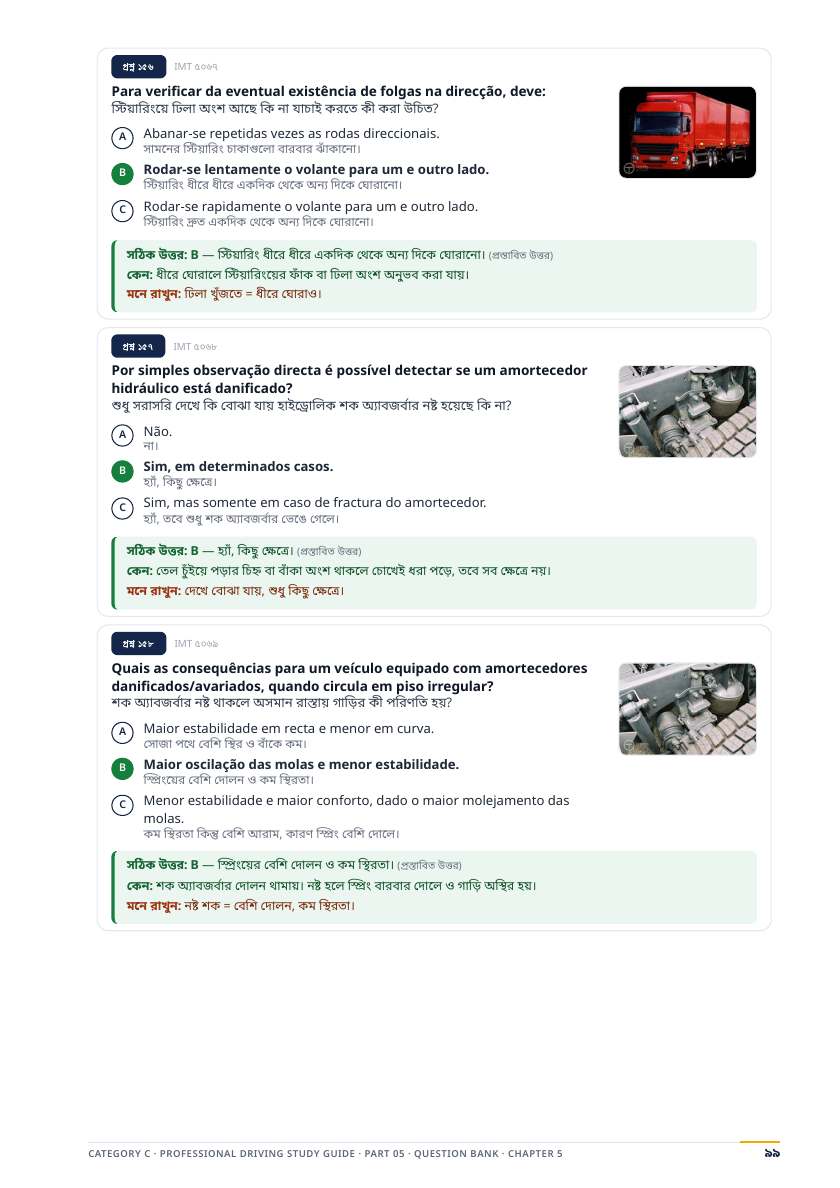 প্রশ্ন ১৫৬ IMT ৫০৬৭
Para verificar da eventual existência de folgas na direcção, deve:
স্টিয়ারিংয়ে ঢিলা অংশ আছে কি না যাচাই করতে কী করা উচিত?
A Abanar-se repetidas vezes as rodas direccionais.
সামনের স্টিয়ারিং চাকাগুলো বারবার ঝাঁকানো।
B Rodar-se lentamente o volante para um e outro lado.
স্টিয়ারিং ধীরে ধীরে একদিক থেকে অন্য দিকে ঘোরানো।
C Rodar-se rapidamente o volante para um e outro lado.
স্টিয়ারিং দ্রুত একদিক থেকে অন্য দিকে ঘোরানো।
সঠিক উত্তর: B — স্টিয়ারিং ধীরে ধীরে একদিক থেকে অন্য দিকে ঘোরানো। (প্রস্তাবিত উত্তর)
কেন: ধীরে ঘোরালে স্টিয়ারিংয়ের ফাঁক বা ঢিলা অংশ অনুভব করা যায়।
মনে রাখুন: ঢিলা খুঁজতে = ধীরে ঘোরাও।
প্রশ্ন ১৫৭ IMT ৫০৬৮
Por simples observação directa é possível detectar se um amortecedor
hidráulico está danificado?
শুধু সরাসরি দেখে কি বোঝা যায় হাইড্রোলিক শক অ্যাবজর্বার নষ্ট হয়েছে কি না?
A Não.
না।
B Sim, em determinados casos.
হ্যাঁ, কিছু ক্ষেত্রে।
C Sim, mas somente em caso de fractura do amortecedor.
হ্যাঁ, তবে শুধু শক অ্যাবজর্বার ভেঙে গেলে।
সঠিক উত্তর: B — হ্যাঁ, কিছু ক্ষেত্রে। (প্রস্তাবিত উত্তর)
কেন: তেল চুঁইয়ে পড়ার চিহ্ন বা বাঁকা অংশ থাকলে চোখেই ধরা পড়ে, তবে সব ক্ষেত্রে নয়।
মনে রাখুন: দেখে বোঝা যায়, শুধু কিছু ক্ষেত্রে।
প্রশ্ন ১৫৮ IMT ৫০৬৯
Quais as consequências para um veículo equipado com amortecedores
danificados/avariados, quando circula em piso irregular?
শক অ্যাবজর্বার নষ্ট থাকলে অসমান রাস্তায় গাড়ির কী পরিণতি হয়?
A Maior estabilidade em recta e menor em curva.
সোজা পথে বেশি স্থির ও বাঁকে কম।
B Maior oscilação das molas e menor estabilidade.
স্প্রিংয়ের বেশি দোলন ও কম স্থিরতা।
C Menor estabilidade e maior conforto, dado o maior molejamento das
molas.
কম স্থিরতা কিন্তু বেশি আরাম, কারণ স্প্রিং বেশি দোলে।
সঠিক উত্তর: B — স্প্রিংয়ের বেশি দোলন ও কম স্থিরতা। (প্রস্তাবিত উত্তর)
কেন: শক অ্যাবজর্বার দোলন থামায়। নষ্ট হলে স্প্রিং বারবার দোলে ও গাড়ি অস্থির হয়।
মনে রাখুন: নষ্ট শক = বেশি দোলন, কম স্থিরতা।
CATEGORY C · PROFESSIONAL DRIVING STUDY GUIDE · PART 05 · QUESTION BANK · CHAPTER 5 ৯৯